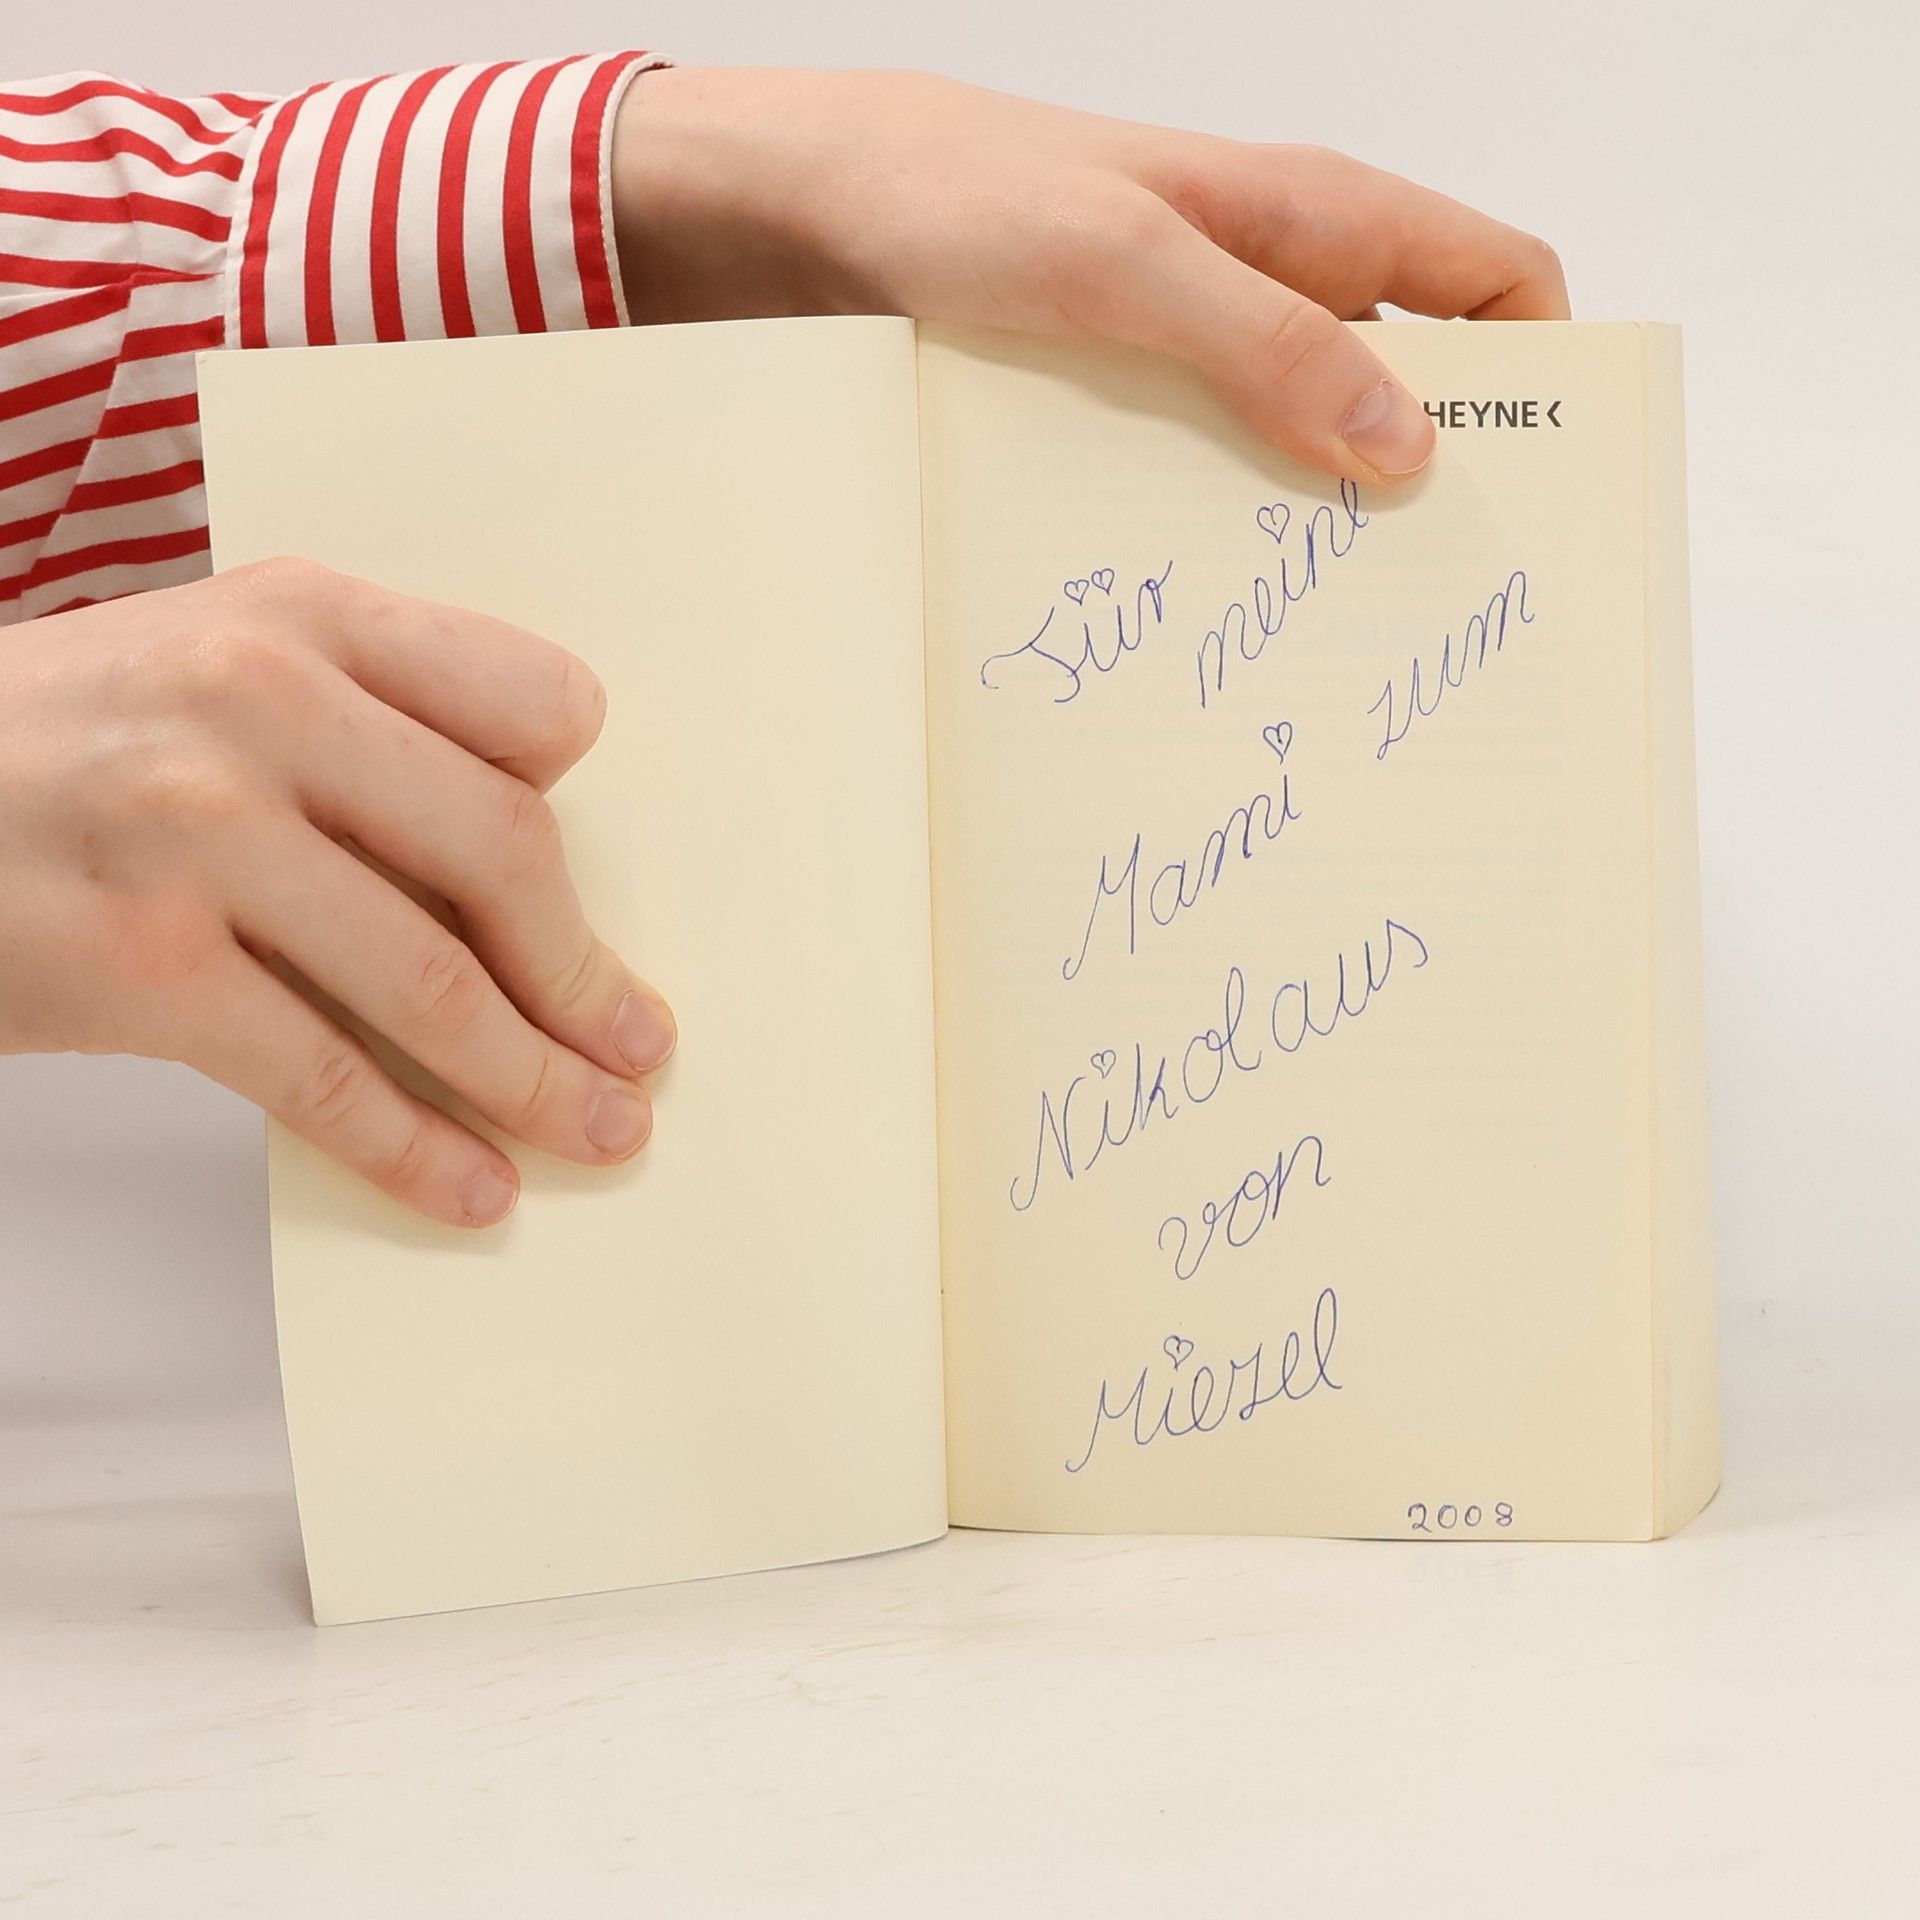 HEYNE<
Für meine
Mami zum
Nikolaus
von
Miezel
2008